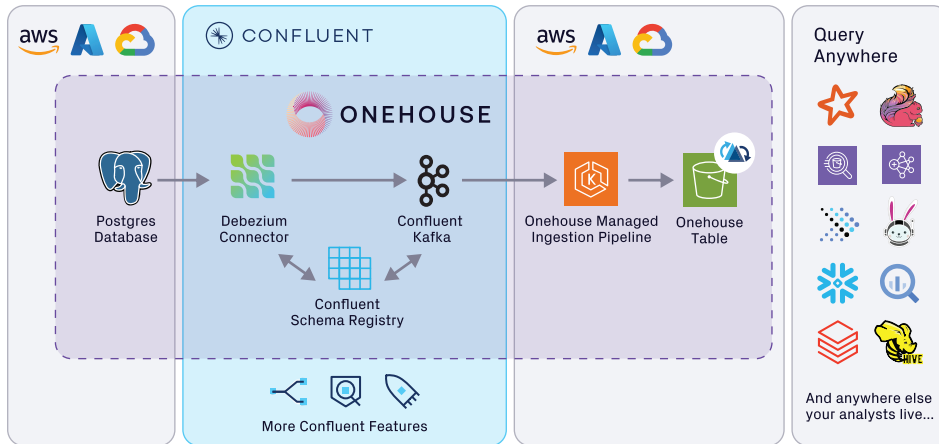 aws
CONFLUENT
aws
Query
Anywhere
ONEHOUSE
Postgres
Database
Debezium
Connector
Confluent
Kafka
K
Onehouse Managed
Ingestion Pipeline
Onehouse
Table
Confluent
Schema Registry
HIVE
More Confluent Features
And anywhere else
your analysts live...